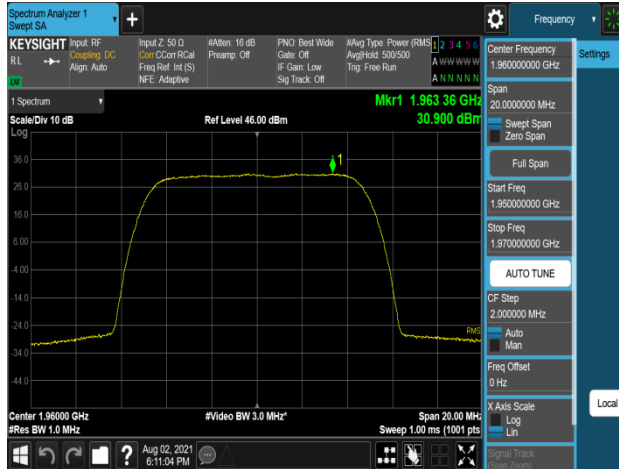 Spectrum Analyzer 1
Swept SA
+
Frequency
KEYSIGHT
RL
Input: RF
Coupling: DC
Align: Auto
Input Z: 50 Ω
Corr CCorr RCal
Freq Ref: Int (S)
NFE: Adaptive
#Atten: 16 dB
Preamp: Off
PNO: Best Wide
Gate: Off
IF Gain: Low
Sig Track: Off
#Avg Type: Power (RMS
Avg|Hold: 500/500
Trig: Free Run
1 2 3 4 5 6
A W W W W W
A N N N N N
1 Spectrum
Mkr1 1.963 36 GHz
Scale/Div 10 dB
Ref Level 46.00 dBm
30.900 dBm
Log
36.0
26.0
16.0
6.00
-4.00
-14.0
-24.0
-34.0
-44.0
1
RMS
Center 1.96000 GHz
#Video BW 3.0 MHz*
Span 20.00 MHz
#Res BW 1.0 MHz
Sweep 1.00 ms (1001 pts
?
Aug 02, 2021
6:11:04 PM
Center Frequency
1.960000000 GHz
Settings
Span
20.0000000 MHz
Swept Span
Zero Span
Full Span
Start Freq
1.950000000 GHz
Stop Freq
1.970000000 GHz
AUTO TUNE
CF Step
2.000000 MHz
Auto
Man
Freq Offset
0 Hz
X Axis Scale
Log
Lin
Local
Signal Track
(Span Zoom)